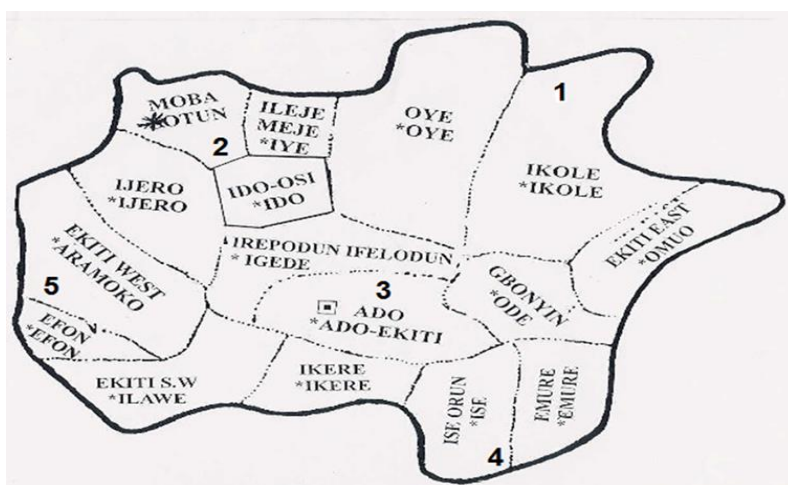 MOBA
*OTUN
ILEJE
MEJE
*IYE
OYE
*OYE
1
IKOLE
*IKOLE
2
IJERO
*IJERO
IDO-OSI
*IDO
EKITI EAST
*OMUO
EKITI WEST
*ARAMOKO
IREPODUN IFELODUN
* IGEDE
GBONYIN
*ODE
5
3
ADO
*ADO-EKITI
EFON
*EFON
EKITI S.W
*ILAWE
IKERE
*IKERE
ISE ORUN
*ISE
EMURE
*EMURE
4